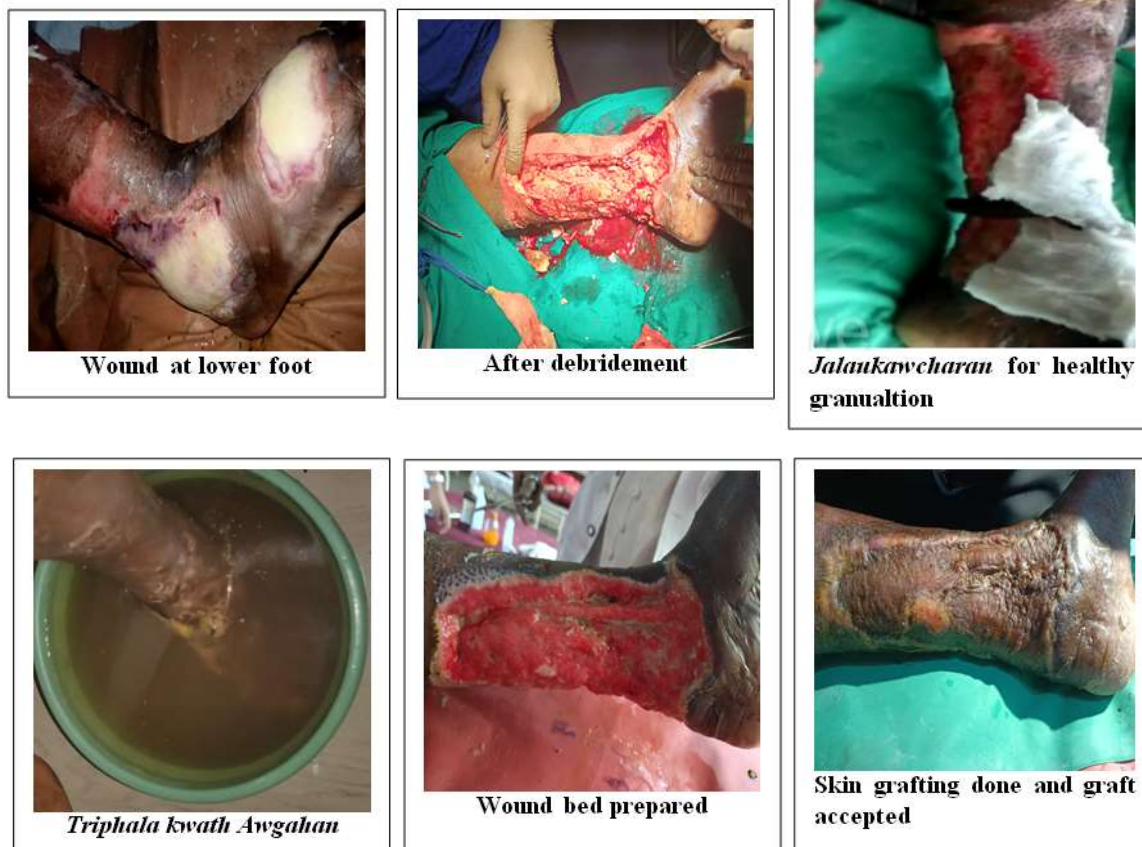 Wound at lower foot
After debridement
Jalaukawcharan for healthy
granualtion
Triphala kwath Awgahan
Wound bed prepared
Skin grafting done and graft
accepted